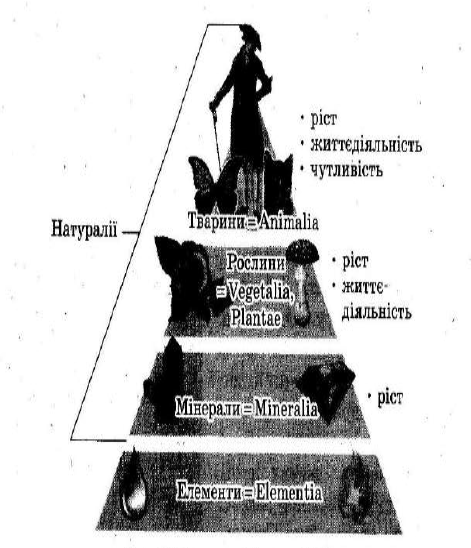 • ріст
• життєдіяльність
• чутливість
Тварини = Animalia
Натуралії
Рослини
= Vegetalia,
Plantae
• ріст
• життє-
діяльність
Мінерали = Mineralia
• ріст
Елементи = Elementia